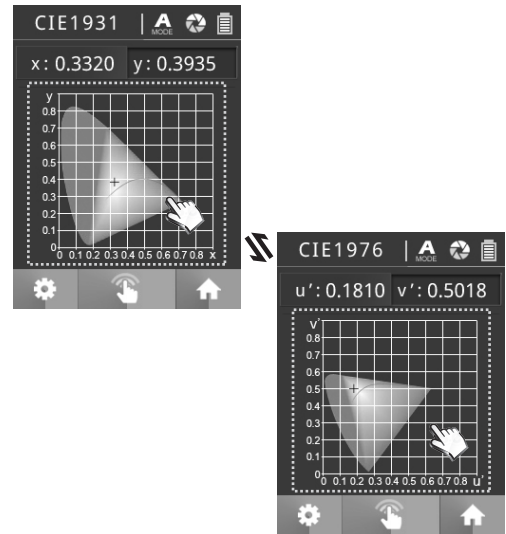 CIE1931 A
MODE
x: 0.3320 y: 0.3935
y
0.8
0.7
0.6
0.5
0.4
0.3
0.2
0.1
0
0.1 0.2 0.3 0.4 0.5 0.6 0.7 0.8 x
CIE1976 A
MODE
u': 0.1810 v': 0.5018
v'
0.8
0.7
0.6
0.5
0.4
0.3
0.2
0.1
0
0 0.1 0.2 0.3 0.4 0.5 0.6 0.7 0.8 u'